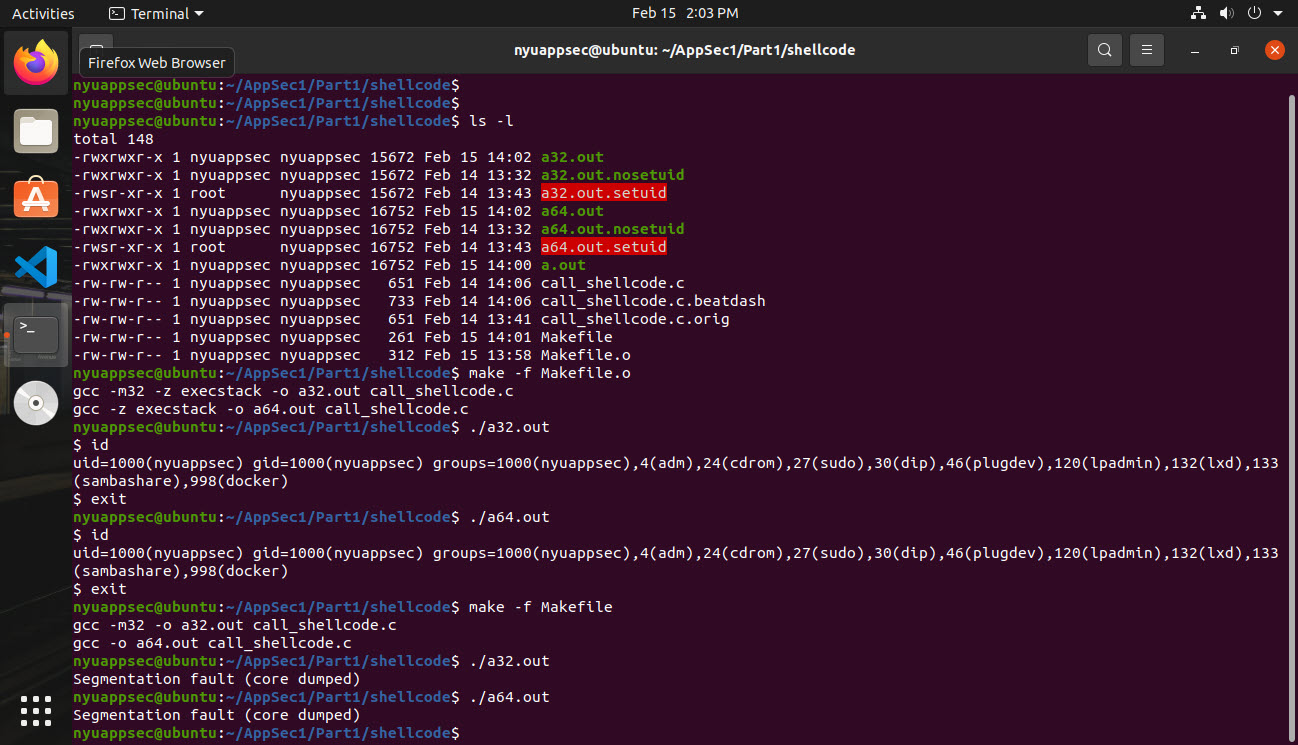 Activities
Terminal
Feb 15 2:03 PM
nyuappsec@ubuntu: ~/AppSec1/Part1/shellcode
Firefox Web Browser
nyuappsec@ubuntu:~/AppSec1/Part1/shellcode$
nyuappsec@ubuntu:~/AppSec1/Part1/shellcode$
nyuappsec@ubuntu:~/AppSec1/Part1/shellcode$ ls -l
total 148
-rwxrwxr-x 1 nyuappsec nyuappsec 15672 Feb 15 14:02 a32.out
-rwxrwxr-x 1 nyuappsec nyuappsec 15672 Feb 14 13:32 a32.out.nosetuid
-rwsr-xr-x 1 root      nyuappsec 15672 Feb 14 13:43 a32.out.setuid
-rwxrwxr-x 1 nyuappsec nyuappsec 16752 Feb 15 14:02 a64.out
-rwxrwxr-x 1 nyuappsec nyuappsec 16752 Feb 14 13:32 a64.out.nosetuid
-rwsr-xr-x 1 root      nyuappsec 16752 Feb 14 13:43 a64.out.setuid
-rwxrwxr-x 1 nyuappsec nyuappsec 16752 Feb 15 14:00 a.out
-rw-rw-r-- 1 nyuappsec nyuappsec   651 Feb 14 14:06 call_shellcode.c
-rw-rw-r-- 1 nyuappsec nyuappsec   733 Feb 14 14:06 call_shellcode.c.beatdash
-rw-rw-r-- 1 nyuappsec nyuappsec   651 Feb 14 13:41 call_shellcode.c.orig
-rw-rw-r-- 1 nyuappsec nyuappsec   261 Feb 15 14:01 Makefile
-rw-rw-r-- 1 nyuappsec nyuappsec   312 Feb 15 13:58 Makefile.o
nyuappsec@ubuntu:~/AppSec1/Part1/shellcode$ make -f Makefile.o
gcc -m32 -z execstack -o a32.out call_shellcode.c
gcc -z execstack -o a64.out call_shellcode.c
nyuappsec@ubuntu:~/AppSec1/Part1/shellcode$ ./a32.out
$ id
uid=1000(nyuappsec) gid=1000(nyuappsec) groups=1000(nyuappsec),4(adm),24(cdrom),27(sudo),30(dip),46(plugdev),120(lpadmin),132(lxd),133
(sambashare),998(docker)
$ exit
nyuappsec@ubuntu:~/AppSec1/Part1/shellcode$ ./a64.out
$ id
uid=1000(nyuappsec) gid=1000(nyuappsec) groups=1000(nyuappsec),4(adm),24(cdrom),27(sudo),30(dip),46(plugdev),120(lpadmin),132(lxd),133
(sambashare),998(docker)
$ exit
nyuappsec@ubuntu:~/AppSec1/Part1/shellcode$ make -f Makefile
gcc -m32 -o a32.out call_shellcode.c
gcc -o a64.out call_shellcode.c
nyuappsec@ubuntu:~/AppSec1/Part1/shellcode$ ./a32.out
Segmentation fault (core dumped)
nyuappsec@ubuntu:~/AppSec1/Part1/shellcode$ ./a64.out
Segmentation fault (core dumped)
nyuappsec@ubuntu:~/AppSec1/Part1/shellcode$